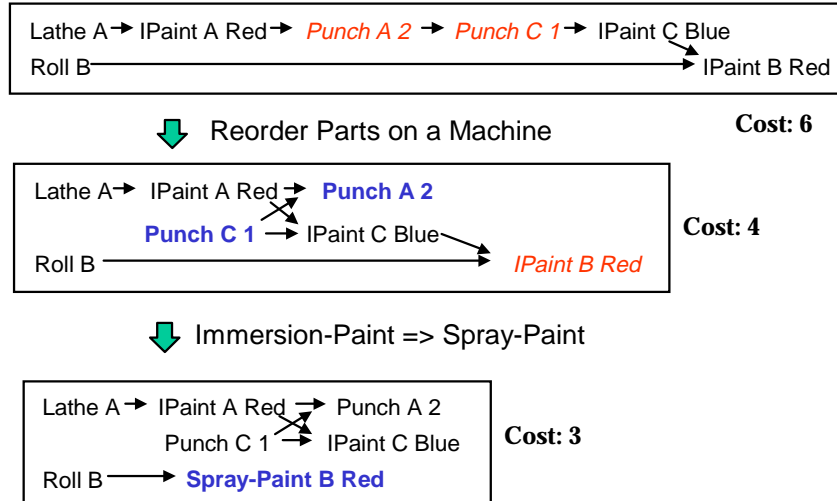 Lathe A IPaint A Red Punch A 2 Punch C 1 IPaint C Blue
Roll B IPaint B Red
Reorder Parts on a Machine
Cost: 6
Lathe A IPaint A Red Punch A 2
Punch C 1 IPaint C Blue
Cost: 4
Roll B IPaint B Red
Immersion-Paint => Spray-Paint
Lathe A IPaint A Red Punch A 2
Punch C 1 IPaint C Blue
Cost: 3
Roll B Spray-Paint B Red